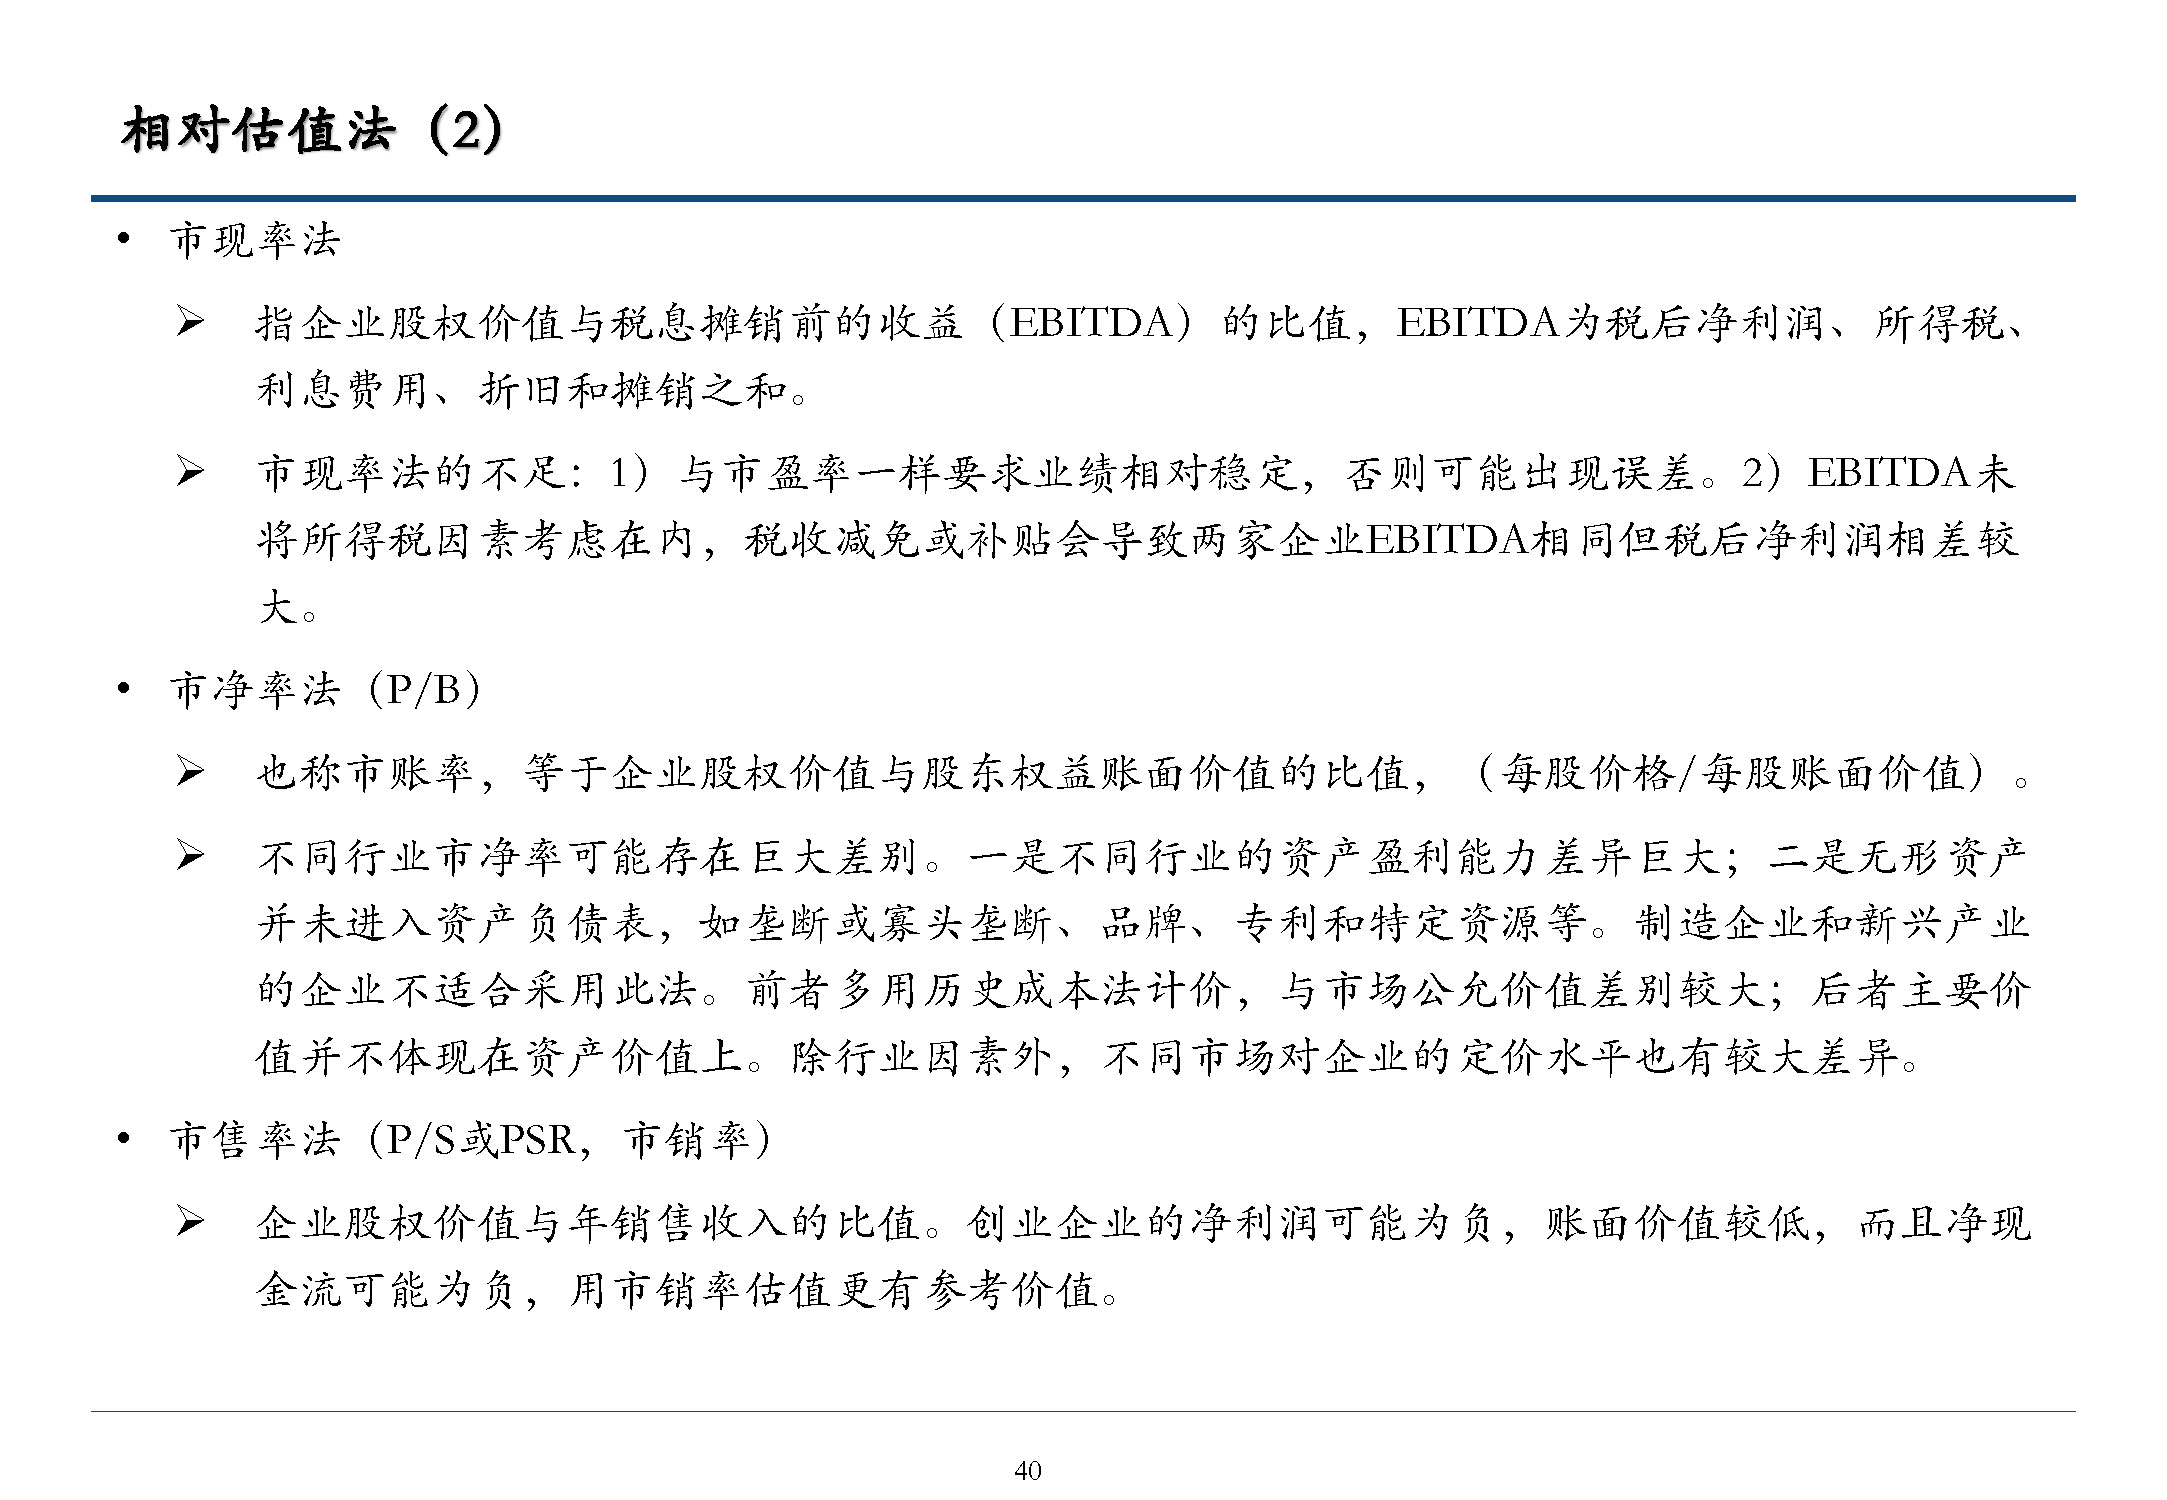 相对估值法（2）
• 市现率法
➢ 指企业股权价值与税息摊销前的收益（EBITDA）的比值，EBITDA为税后净利润、所得税、
利息费用、折旧和摊销之和。
➢ 市现率法的不足：1）与市盈率一样要求业绩相对稳定，否则可能出现误差。2）EBITDA未
将所得税因素考虑在内，税收减免或补贴会导致两家企业EBITDA相同但税后净利润相差较
大。
• 市净率法（P/B）
➢ 也称市账率，等于企业股权价值与股东权益账面价值的比值，（每股价格/每股账面价值）。
➢ 不同行业市净率可能存在巨大差别。一是不同行业的资产盈利能力差异巨大；二是无形资产
并未进入资产负债表，如垄断或寡头垄断、品牌、专利和特定资源等。制造企业和新兴产业
的企业不适合采用此法。前者多用历史成本法计价，与市场公允价值差别较大；后者主要价
值并不体现在资产价值上。除行业因素外，不同市场对企业的定价水平也有较大差异。
• 市售率法（P/S或PSR，市销率）
➢ 企业股权价值与年销售收入的比值。创业企业的净利润可能为负，账面价值较低，而且净现
金流可能为负，用市销率估值更有参考价值。
40